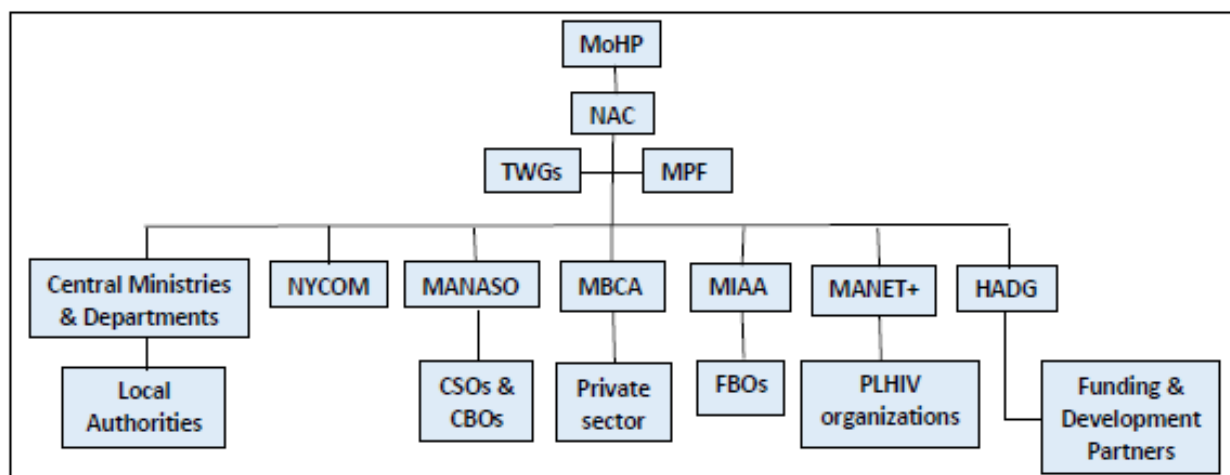 MoHP
NAC
TWGs
MPF
Central Ministries
& Departments
NYCOM
MANASO
MBCA
MIAA
MANET+
HADG
Local
Authorities
CSOs &
CBOs
Private
sector
FBOs
PLHIV
organizations
Funding &
Development
Partners